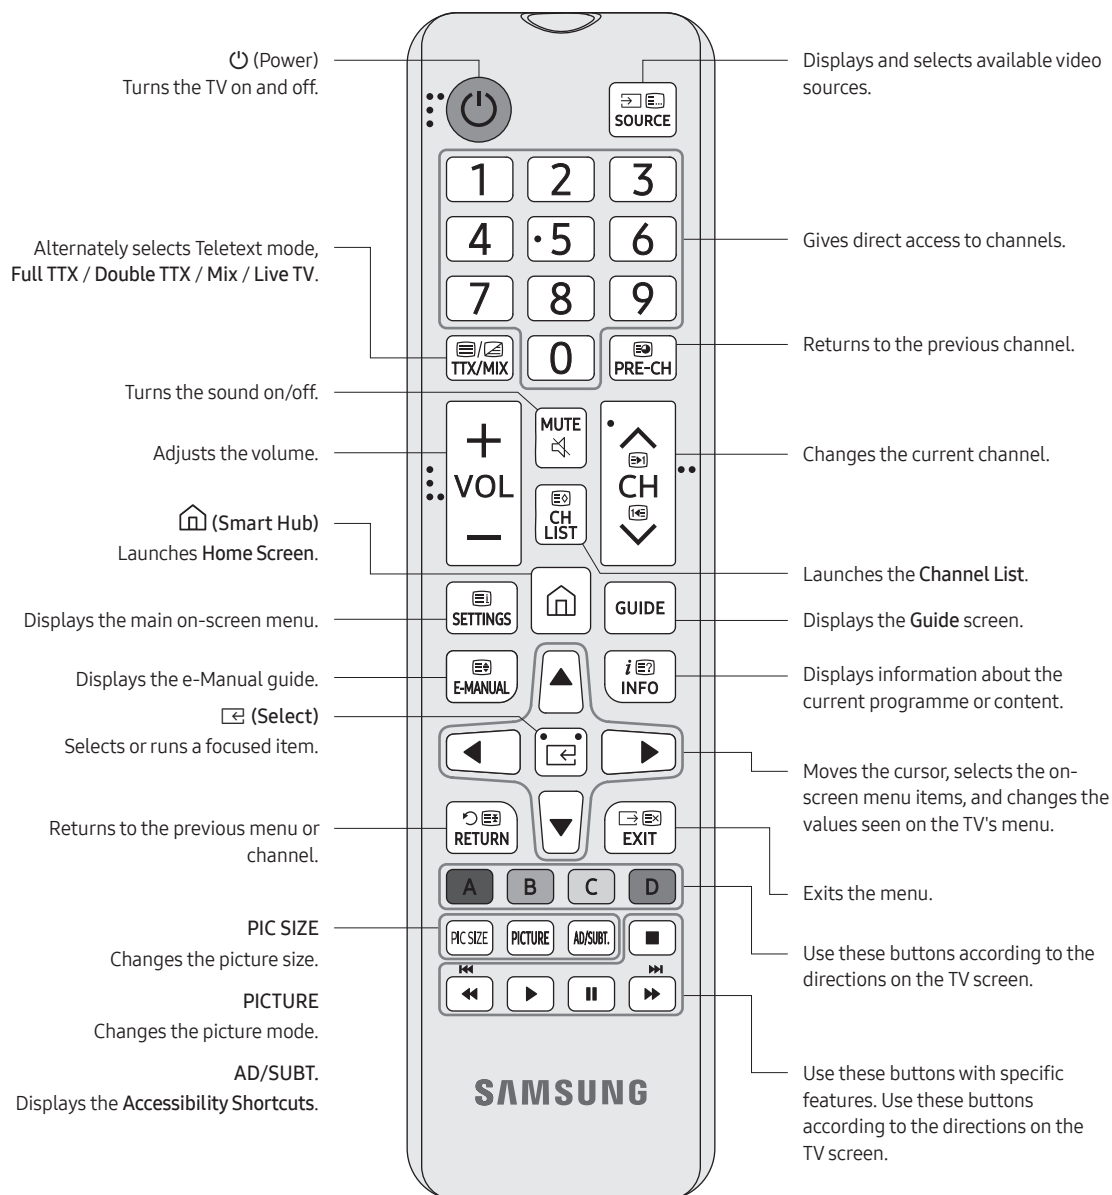 (Power)
Turns the TV on and off.
Alternately selects Teletext mode,
Full TTX / Double TTX / Mix / Live TV.
Turns the sound on/off.
Adjusts the volume.
(Smart Hub)
Launches Home Screen.
Displays the main on-screen menu.
Displays the e-Manual guide.
(Select)
Selects or runs a focused item.
Returns to the previous menu or
channel.
PIC SIZE
Changes the picture size.
PICTURE
Changes the picture mode.
AD/SUBT.
Displays the Accessibility Shortcuts.
SOURCE
1 2 3
4 5 6
7 8 9
TTX/MIX 0 PRE-CH
MUTE
VOL
CH
CH
LIST
SETTINGS
GUIDE
E-MANUAL
i
INFO
RETURN
EXIT
A B C D
PIC SIZE PICTURE AD/SUBT.
SAMSUNG
Displays and selects available video
sources.
Gives direct access to channels.
Returns to the previous channel.
Changes the current channel.
Launches the Channel List.
Displays the Guide screen.
Displays information about the
current programme or content.
Moves the cursor, selects the on-
screen menu items, and changes the
values seen on the TV's menu.
Exits the menu.
Use these buttons according to the
directions on the TV screen.
Use these buttons with specific
features. Use these buttons
according to the directions on the
TV screen.